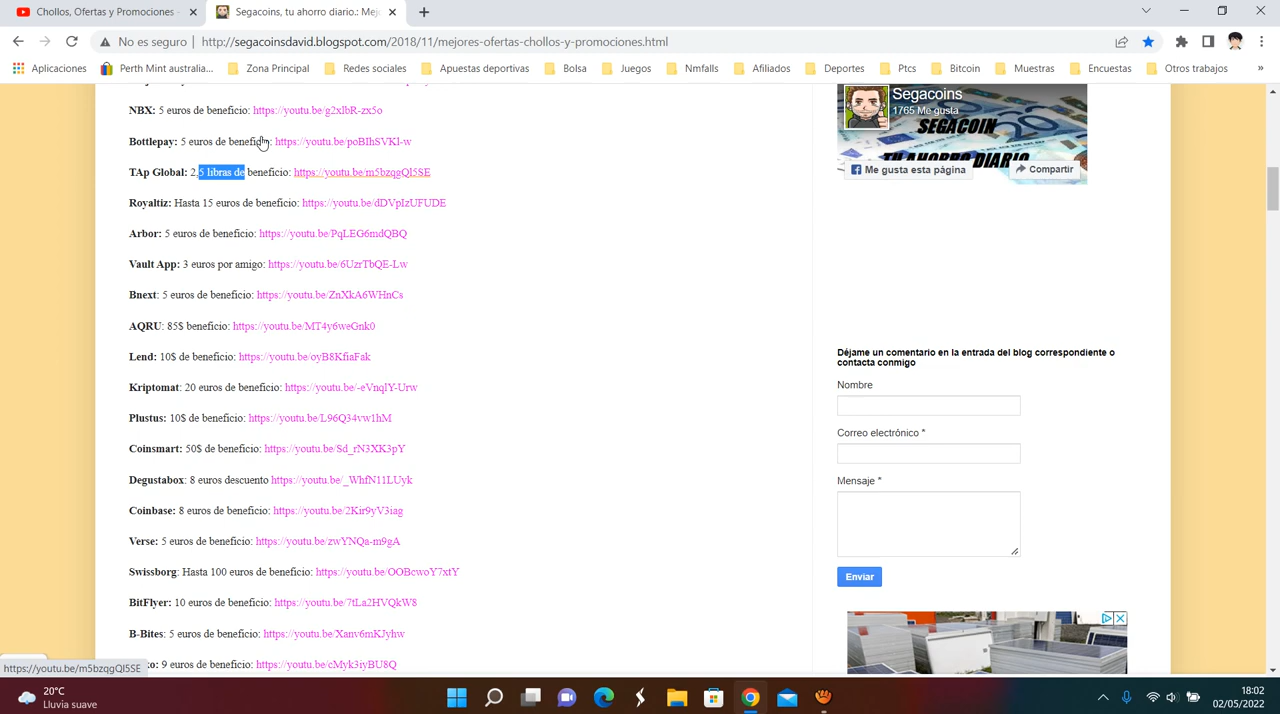 Chollos, Ofertas y Promociones -
Segacoins, tu ahorro diario.: Mej
No es seguro | http://segacoinsdavid.blogspot.com/2018/11/mejores-ofertas-chollos-y-promociones.html
Aplicaciones
Perth Mint australia...
Zona Principal
Redes sociales
Apuestas deportivas
Bolsa
Juegos
Nmfalls
Afiliados
Deportes
Ptcs
Bitcoin
Muestras
Encuestas
Otros trabajos
»
NBX: 5 euros de beneficio: https://youtu.be/g2xlbR-zx5o
Bottlepay: 5 euros de beneficio: https://youtu.be/poBIhSVKl-w
TAp Global: 2,5 libras de beneficio: https://youtu.be/m5bzqgQl5SE
Royaltiz: Hasta 15 euros de beneficio: https://youtu.be/dDVpIzUFUDE
Arbor: 5 euros de beneficio: https://youtu.be/PqLEG6mdQBQ
Vault App: 3 euros por amigo: https://youtu.be/6UzrTbQE-Lw
Bnext: 5 euros de beneficio: https://youtu.be/ZnXkA6WHnCs
AQRU: 85$ beneficio: https://youtu.be/MT4y6weGnk0
Lend: 10$ de beneficio: https://youtu.be/oyB8KfiaFak
Kriptomat: 20 euros de beneficio: https://youtu.be/-eVnqIY-Urw
Plustus: 10$ de beneficio: https://youtu.be/L96Q34vw1hM
Coinsmart: 50$ de beneficio: https://youtu.be/Sd_rN3XK3pY
Degustabox: 8 euros descuento https://youtu.be/_WhfN11LUyk
Coinbase: 8 euros de beneficio: https://youtu.be/2Kir9yV3iag
Verse: 5 euros de beneficio: https://youtu.be/zwYNQa-m9gA
Swissborg: Hasta 100 euros de beneficio: https://youtu.be/OOBcwoY7xtY
BitFlyer: 10 euros de beneficio: https://youtu.be/7tLa2HVQkW8
B-Bites: 5 euros de beneficio: https://youtu.be/Xanv6mKJyhw
xo: 9 euros de beneficio: https://youtu.be/cMyk3iyBU8Q
https://youtu.be/m5bzqgQl5SE
Segacoins
1765 Me gusta
SEGACOIN
TU AHORRO DIARIO
Me gusta esta página
Compartir
Déjame un comentario en la entrada del blog correspondiente o
contacta conmigo
Nombre
Correo electrónico *
Mensaje *
Enviar
20°C
Lluvia suave
18:02
02/05/2022